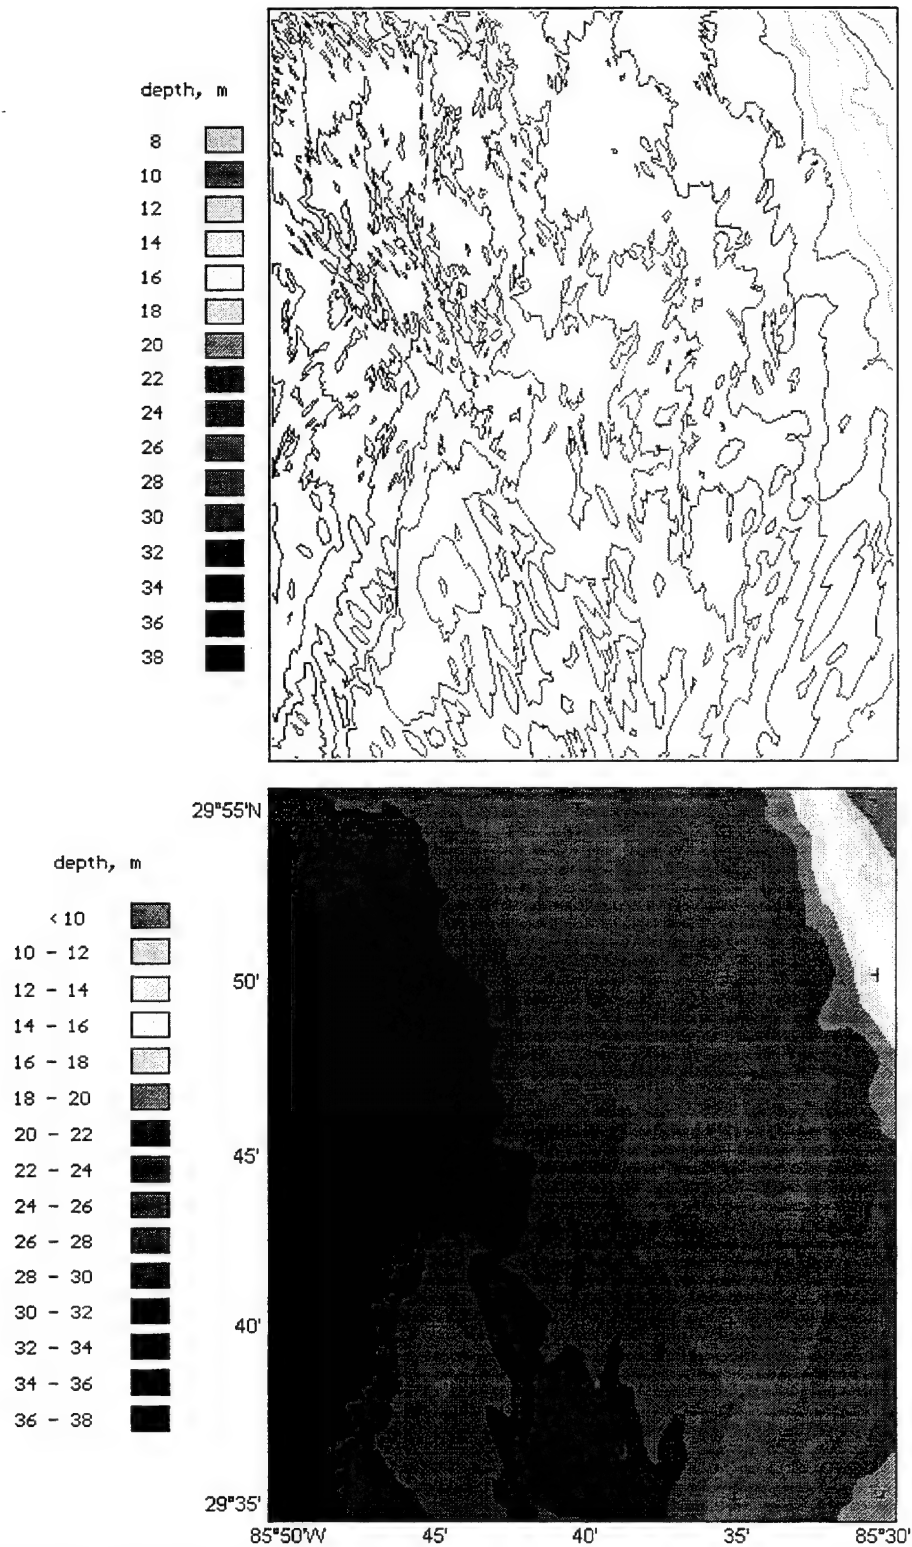 depth, m
8
10
12
14
16
18
20
22
24
26
28
30
32
34
36
38
29°55'N
depth, m
<10
10 - 12
12 - 14
14 - 16
16 - 18
18 - 20
20 - 22
22 - 24
24 - 26
26 - 28
28 - 30
30 - 32
32 - 34
34 - 36
36 - 38
50'
45'
40'
29°35'
85°50'W
45'
40'
35'
85°30'